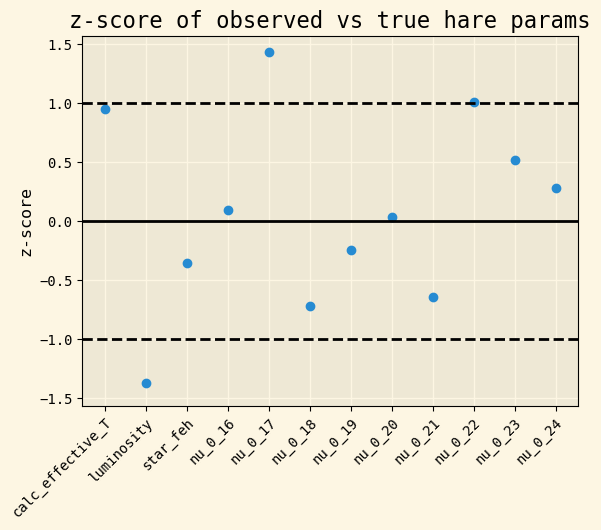 z-score of observed vs true hare params
1.5
1.0
0.5
0.0
−0.5
−1.0
−1.5
z-score
calc_effective_T
luminosity
star_feh
nu_0_16
nu_0_17
nu_0_18
nu_0_19
nu_0_20
nu_0_21
nu_0_22
nu_0_23
nu_0_24